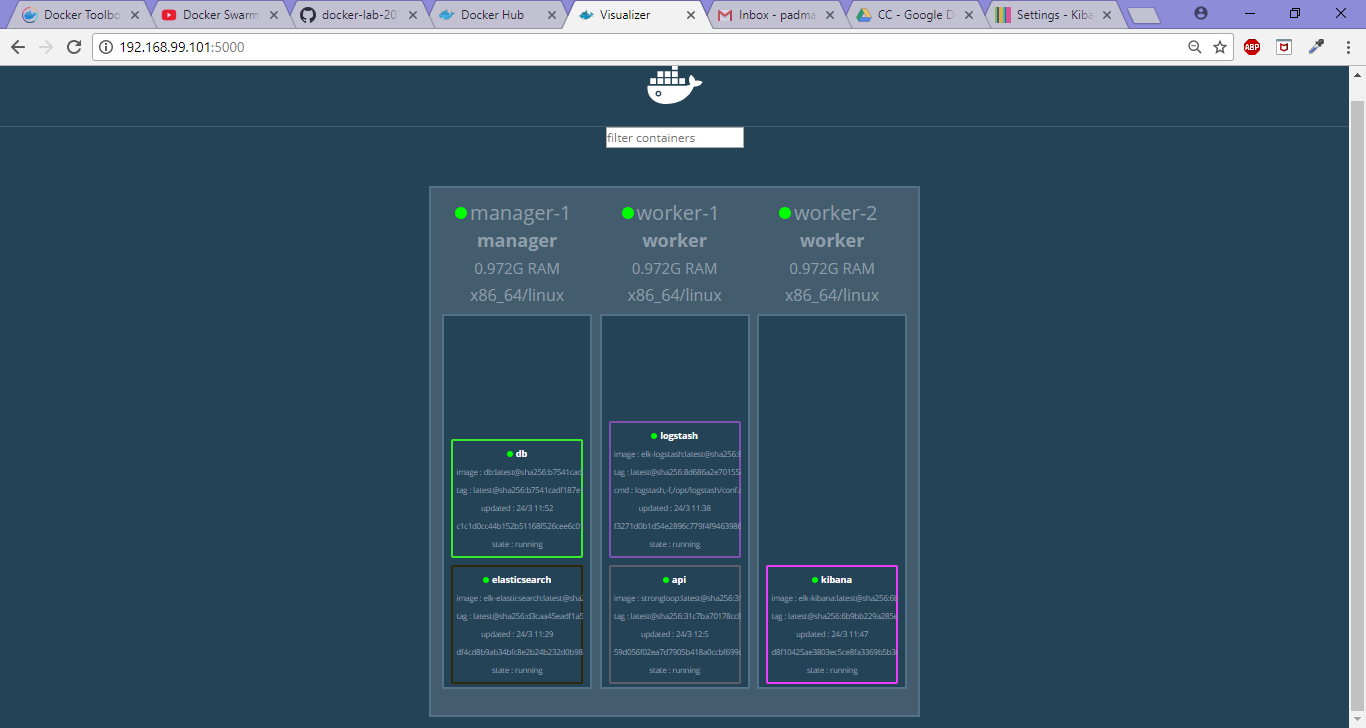 Docker Toolbo
Docker Swarm
docker-lab-20
Docker Hub
Visualizer
Inbox - padma
CC - Google D
Settings - Kiba
192.168.99.101:5000
ABP
filter containers
manager-1
manager
0.972G RAM
x86_64/linux
db
image : db:latest@sha256:b7541cad
tag : latest@sha256:b7541cadf187e
updated : 24/3 11:52
c1c1d0cc44b152b51168f526cee6c0
state : running
elasticsearch
image : elk-elasticsearch:latest@sha
tag : latest@sha256:d3caa45eadf1a5
updated : 24/3 11:29
df4cd8b9ab34bfc8e2b24b232d0b98
state : running
worker-1
worker
0.972G RAM
x86_64/linux
logstash
image : elk-logstash:latest@sha256:8
tag : latest@sha256:8d686a2e70155
cmd : logstash,-f,/opt/logstash/conf.
updated : 24/3 11:38
f3271d0b1d54e2896c779f4f9463986
state : running
api
image : strongloop:latest@sha256:31
tag : latest@sha256:31c7ba70178cc8
updated : 24/3 12:5
59d056f02ea7d7905b418a0ccbf699
state : running
worker-2
worker
0.972G RAM
x86_64/linux
kibana
image : elk-kibana:latest@sha256:6b
tag : latest@sha256:6b9bb229a285e
updated : 24/3 11:47
d8f10425ae3803ec5ce8fa3369b5b3
state : running